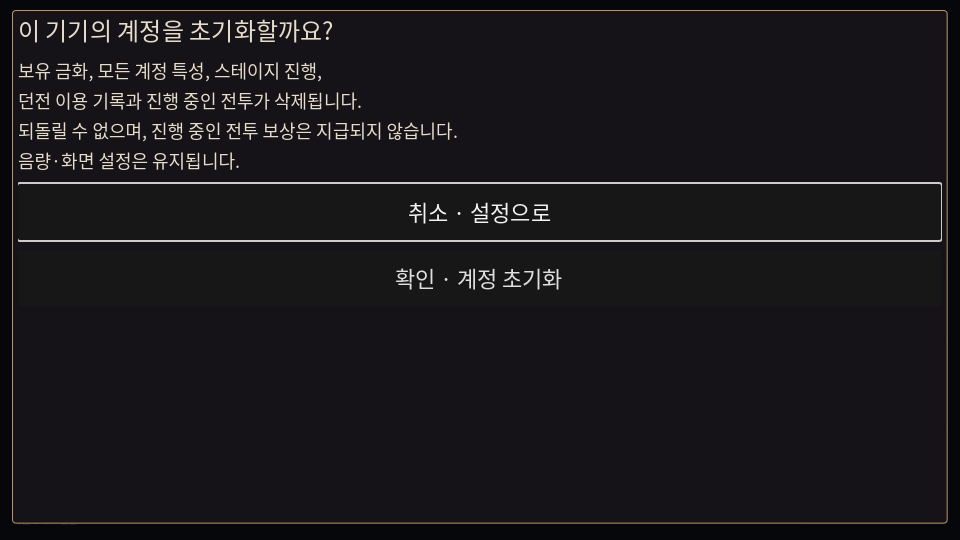 이 기기의 계정을 초기화할까요?
보유 금화, 모든 계정 특성, 스테이지 진행,
던전 이용 기록과 진행 중인 전투가 삭제됩니다.
되돌릴 수 없으며, 진행 중인 전투 보상은 지급되지 않습니다.
음량·화면 설정은 유지됩니다.
취소 · 설정으로
확인 · 계정 초기화